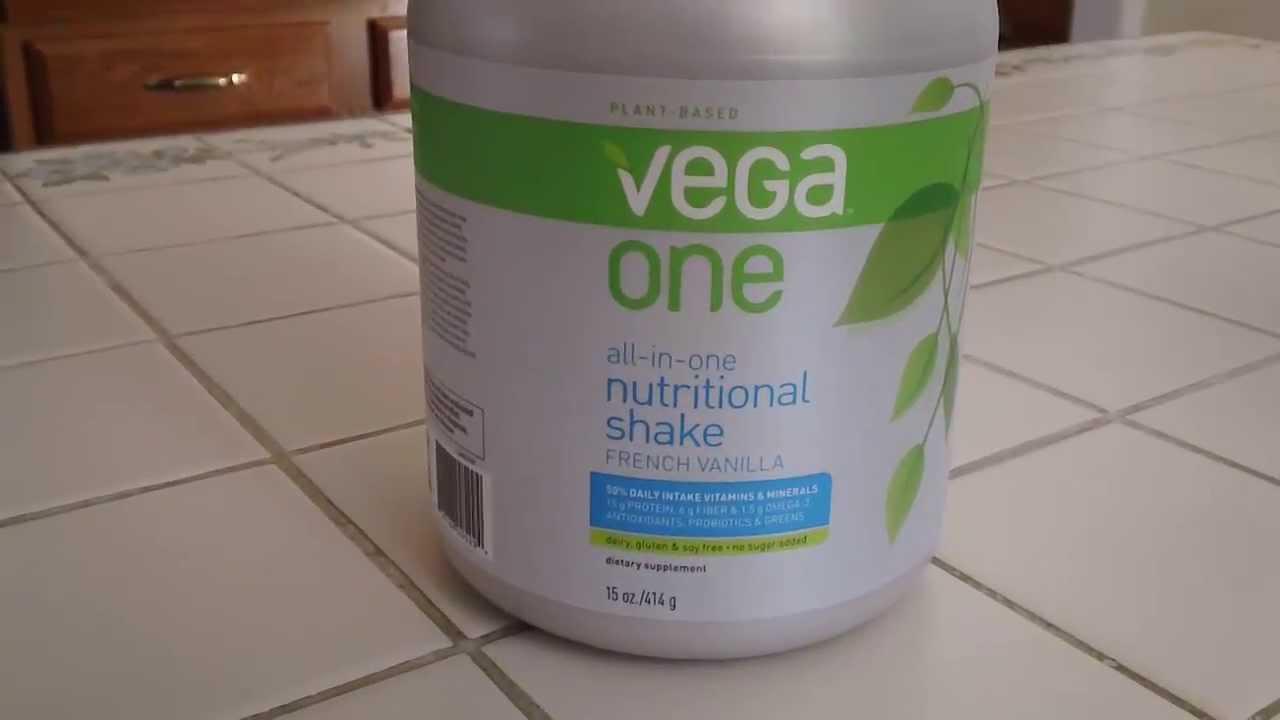 PLANT-BASED
vega
one
all-in-one
nutritional
shake
FRENCH VANILLA
50% DAILY INTAKE VITAMINS & MINERALS
15 g PROTEIN, 6 g FIBER & 1.5 g OMEGA-3
ANTIOXIDANTS, PROBIOTICS & GREENS
dairy, gluten & soy free • no sugar added
dietary supplement
15 oz./414 g